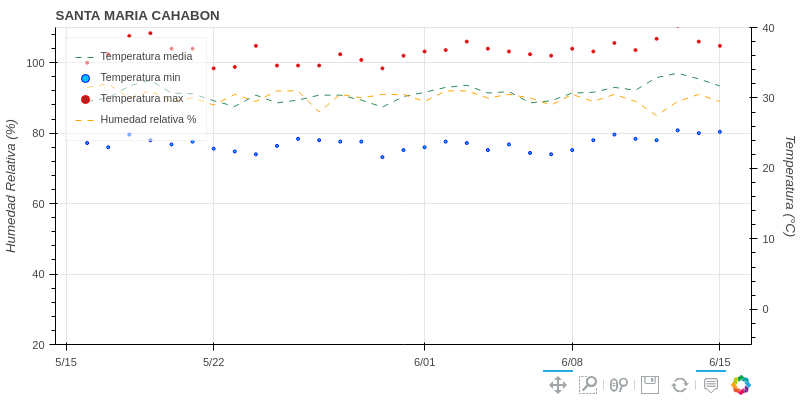 SANTA MARIA CAHABON
Temperatura media
Temperatura min
Temperatura max
Humedad relativa %
Humedad Relativa (%)
100
80
60
40
20
Temperatura (°C)
40
30
20
10
0
5/15
5/22
6/01
6/08
6/15